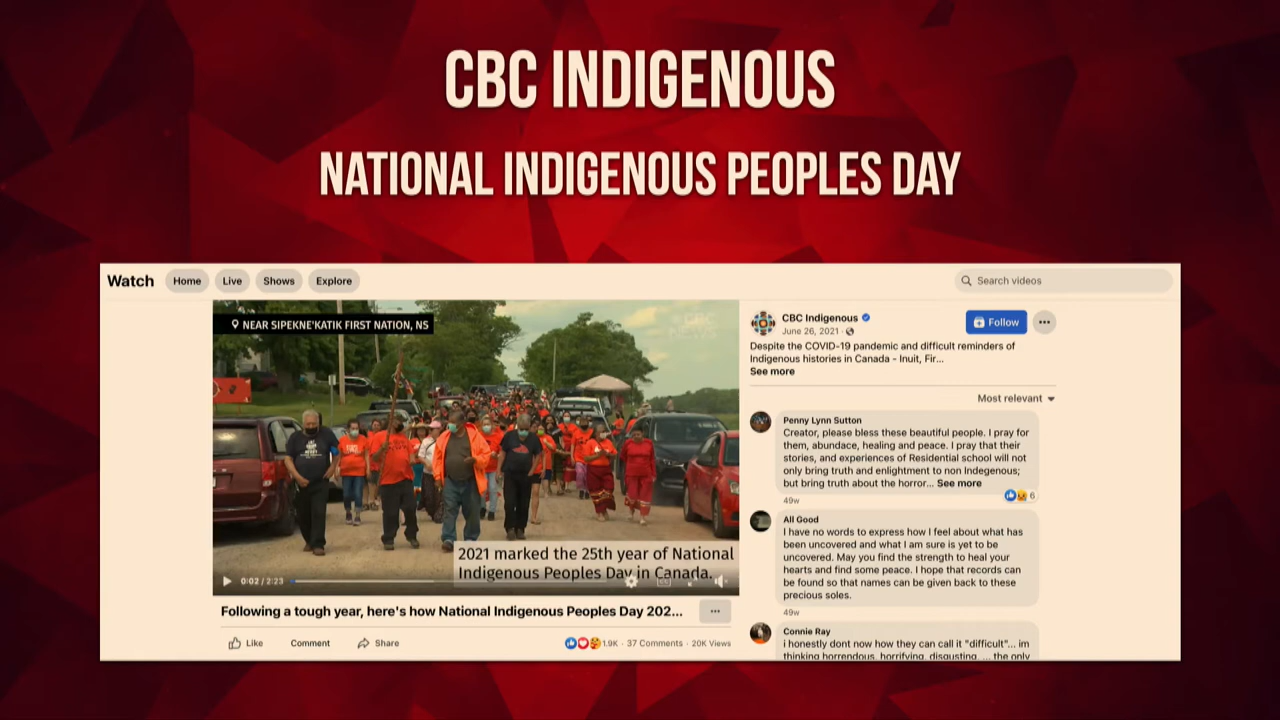 CBC INDIGENOUS
NATIONAL INDIGENOUS PEOPLES DAY
Watch Home Live Shows Explore
Search videos
NEAR SIPEKNE'KATIK FIRST NATION, NS
CBC
NEWS
2021 marked the 25th year of National
Indigenous Peoples Day in Canada.
0:02 / 2:23
Following a tough year, here's how National Indigenous Peoples Day 202... ...
Like Comment Share
1.9K · 37 Comments · 20K Views
CBC Indigenous
June 26, 2021 ·
Follow
Despite the COVID-19 pandemic and difficult reminders of
Indigenous histories in Canada - Inuit, Fir...
See more
Most relevant
Penny Lynn Sutton
Creator, please bless these beautiful people. I pray for
them, abundace, healing and peace. I pray that their
stories, and experiences of Residential school will not
only bring truth and enlightment to non Indegenous;
but bring truth about the horror... See more
6
49w
All Good
I have no words to express how I feel about what has
been uncovered and what I am sure is yet to be
uncovered. May you find the strength to heal your
hearts and find some peace. I hope that records can
be found so that names can be given back to these
precious soles.
49w
Connie Ray
i honestly dont now how they can call it "difficult"... im
thinking horrendous, horrifying, disgusting, ... the only